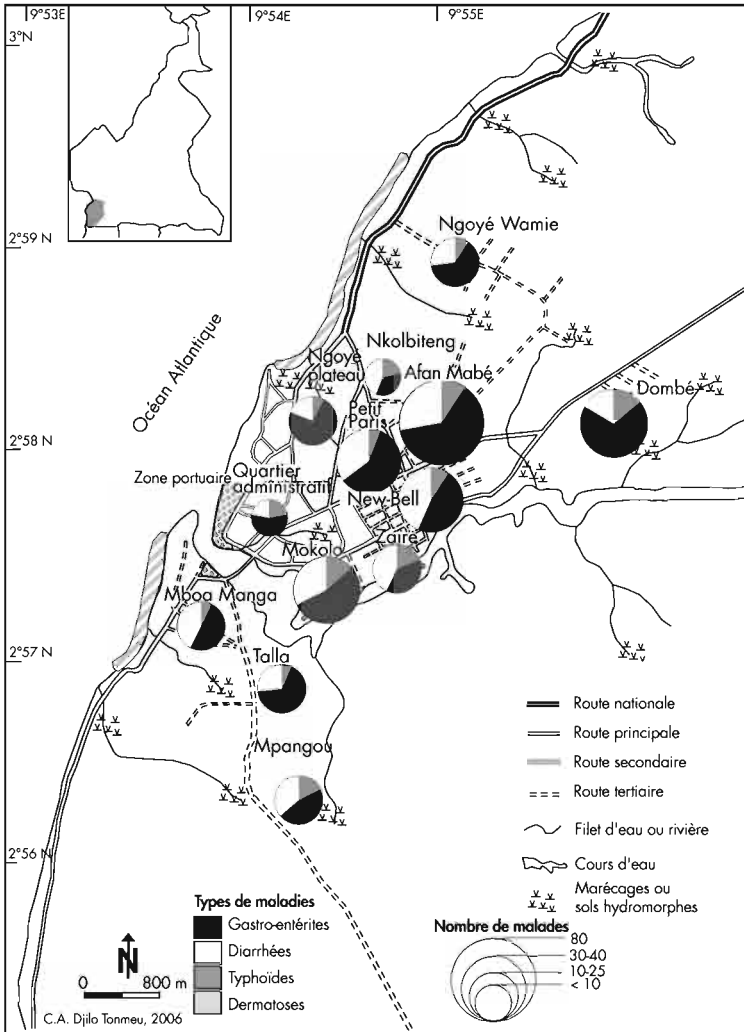 9°53E
9°54E
9°55E
3°N
2°59 N
2°58 N
2°57 N
2°56 N
Ngoyé Wamie
Océan Atlantique
Nkolbiteng
Ngoyé
plateau
Afan Mabé
Dombé
Petit
Paris
Zone portuaire
Quartier
administratif
New-Bell
Mokolo
Zaïre
Mboa Manga
Talla
Mpangou
Route nationale
Route principale
Route secondaire
Route tertiaire
Filet d'eau ou rivière
Cours d'eau
Marécages ou
sols hydromorphes
Types de maladies
Gastro-entérites
Diarrhées
Typhoïdes
Dermatoses
Nombre de malades
80
30-40
10-25
< 10
N
0 800 m
C.A. Djilo Tonmeu, 2006